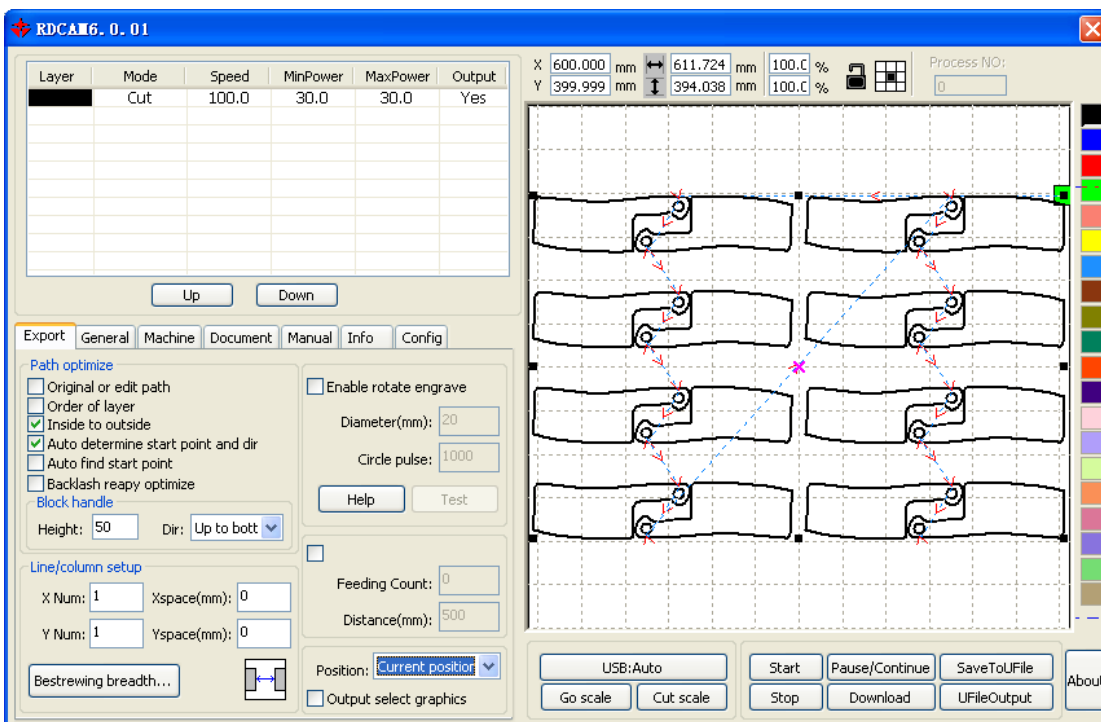 RDCAM6.0.01
Layer Mode Speed MinPower MaxPower Output
Cut 100.0 30.0 30.0 Yes
X 600.000 mm 611.724 mm 100.0 % Process NO:
Y 399.999 mm 394.038 mm 100.0 % 0
Up Down
Export General Machine Document Manual Info Config
Path optimize
Original or edit path
Order of layer
Inside to outside
Auto determine start point and dir
Auto find start point
Backlash reapy optimize
Block handle
Height: 50 Dir: Up to bott
Line/column setup
X Num: 1 Xspace(mm): 0
Y Num: 1 Yspace(mm): 0
Bestrewing breadth...
Enable rotate engrave
Diameter(mm): 20
Circle pulse: 1000
Help Test
Feeding Count: 0
Distance(mm): 500
Position: Current position
Output select graphics
USB:Auto
Go scale Cut scale
Start Pause/Continue SaveToUFile
Stop Download UFileOutput
About